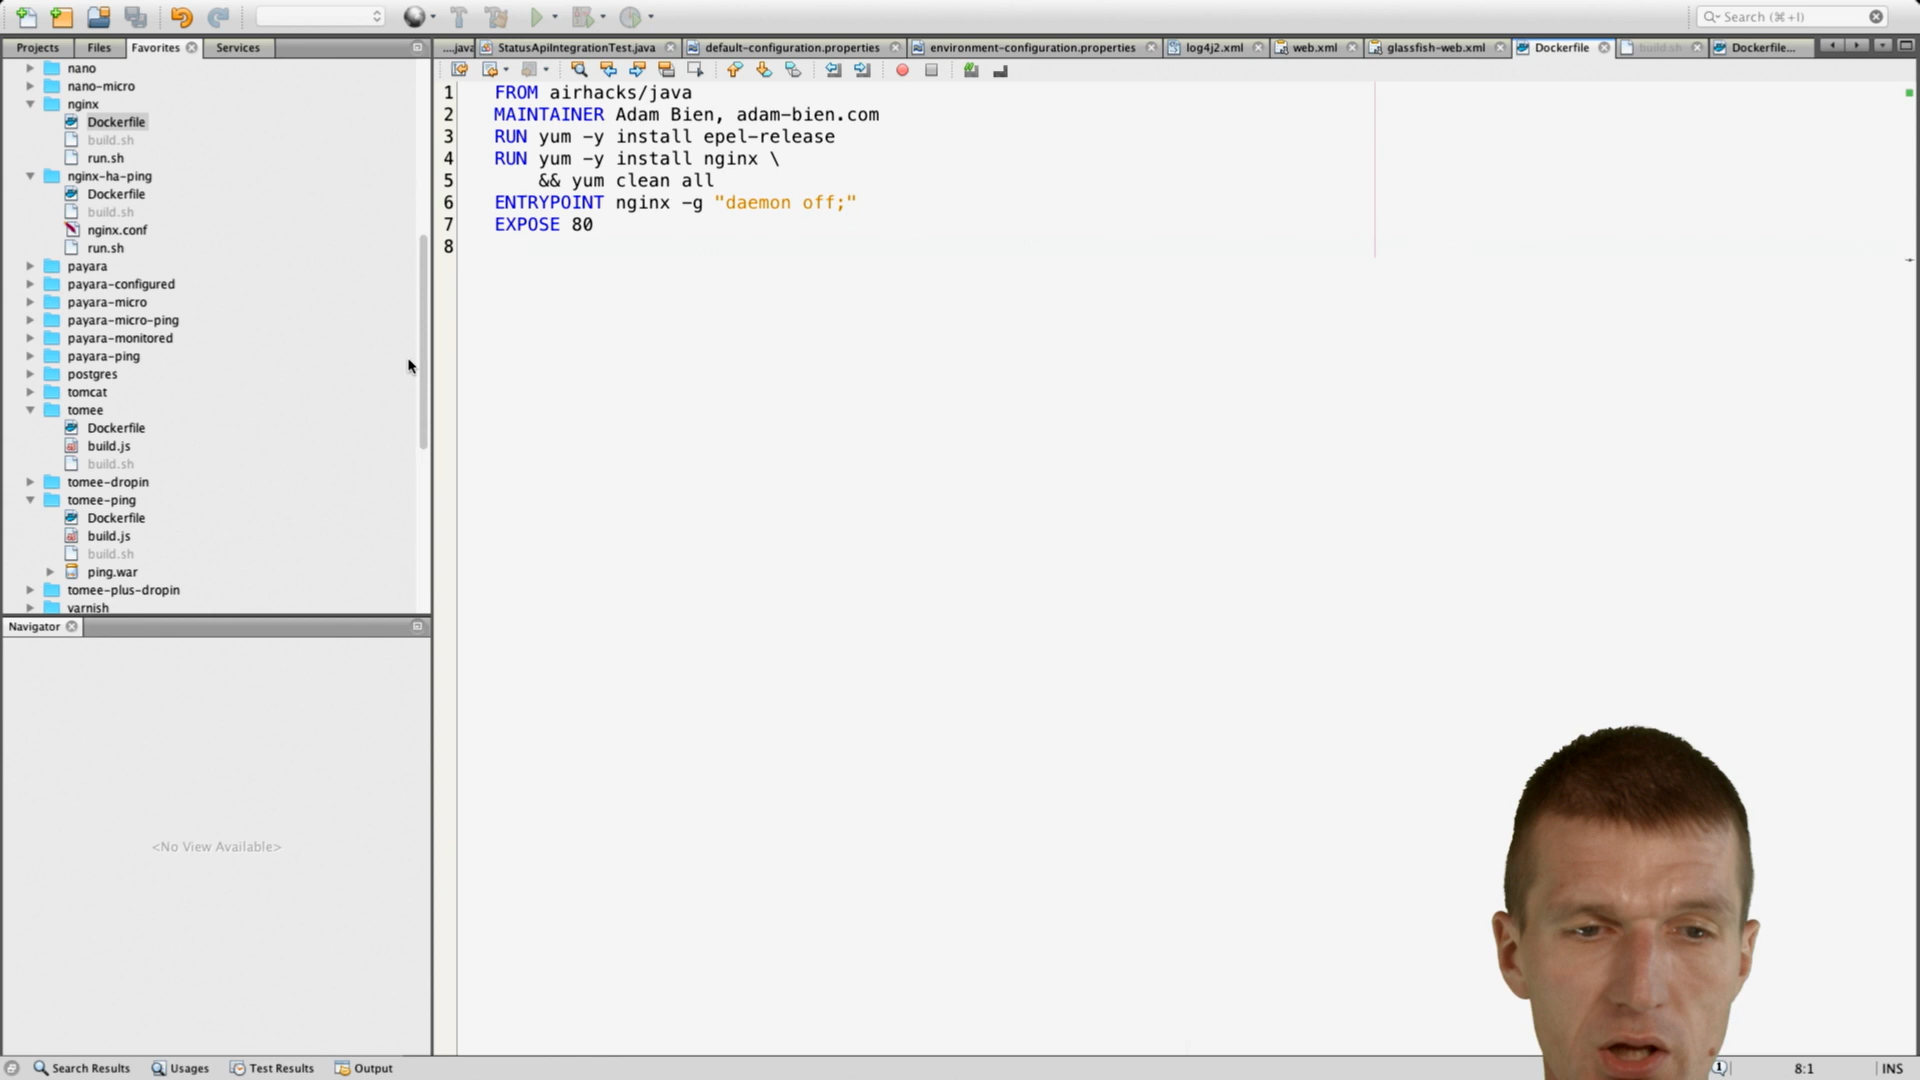 Search (⌘+I)
Projects
Files
Favorites
Services
....java
StatusApiIntegrationTest.java
default-configuration.properties
environment-configuration.properties
log4j2.xml
web.xml
glassfish-web.xml
Dockerfile
build.sh
Dockerfile...
nano
nano-micro
nginx
Dockerfile
build.sh
run.sh
nginx-ha-ping
Dockerfile
build.sh
nginx.conf
run.sh
payara
payara-configured
payara-micro
payara-micro-ping
payara-monitored
payara-ping
postgres
tomcat
tomee
Dockerfile
build.js
build.sh
tomee-dropin
tomee-ping
Dockerfile
build.js
build.sh
ping.war
tomee-plus-dropin
varnish
1 FROM airhacks/java
2 MAINTAINER Adam Bien, adam-bien.com
3 RUN yum -y install epel-release
4 RUN yum -y install nginx \
5 && yum clean all
6 ENTRYPOINT nginx -g "daemon off;"
7 EXPOSE 80
8
Navigator
<No View Available>
Search Results
Usages
Test Results
Output
1
8:1
INS